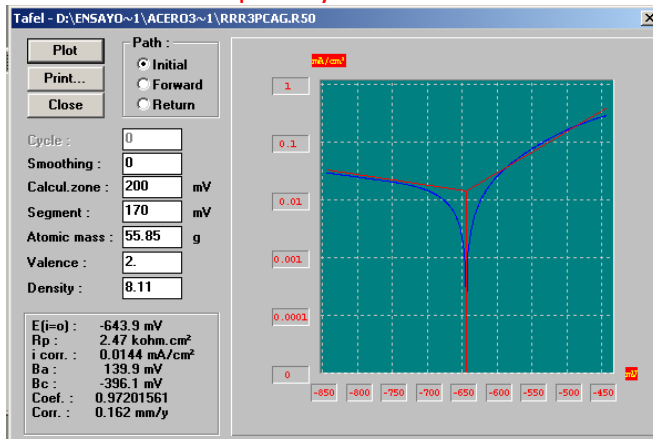 Tafel - D:\ENSAYO~1\ACERO3~1\RRR3PCAG.R50
Plot
Print...
Close
Path :
Initial
Forward
Return
Cycle : 0
Smoothing : 0
Calcul.zone : 200 mV
Segment : 170 mV
Atomic mass : 55.85 g
Valence : 2.
Density : 8.11
E(i=o) : -643.9 mV
Rp : 2.47 kohm.cm²
i corr. : 0.0144 mA/cm²
Ba : 139.9 mV
Bc : -396.1 mV
Coef. : 0.97201561
Corr. : 0.162 mm/y
mA/cm²
1
0.1
0.01
0.001
0.0001
0
mV
-850 -800 -750 -700 -650 -600 -550 -500 -450